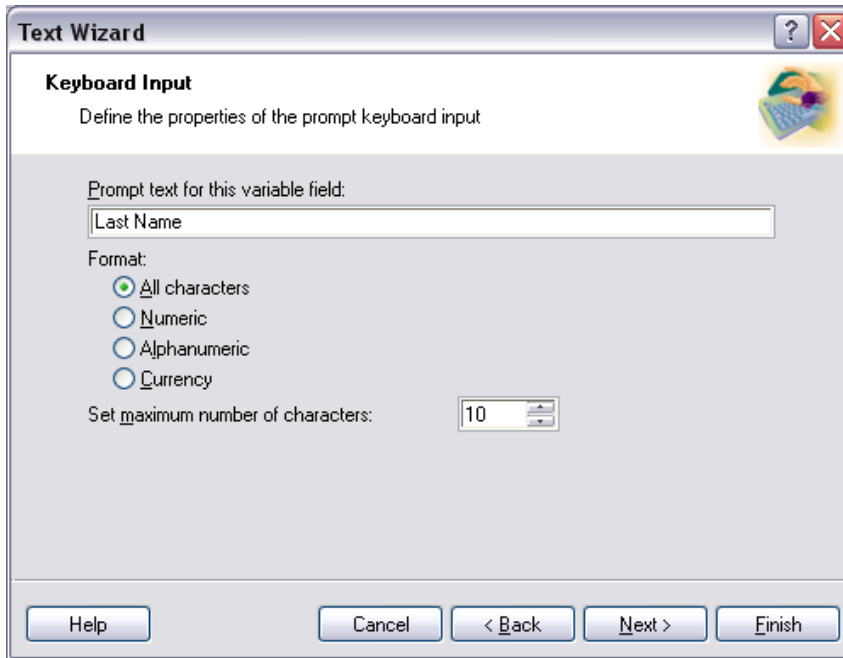 Text Wizard
Keyboard Input
Define the properties of the prompt keyboard input
Prompt text for this variable field:
Last Name
Format:
All characters
Numeric
Alphanumeric
Currency
Set maximum number of characters: 10
Help Cancel < Back Next > Finish